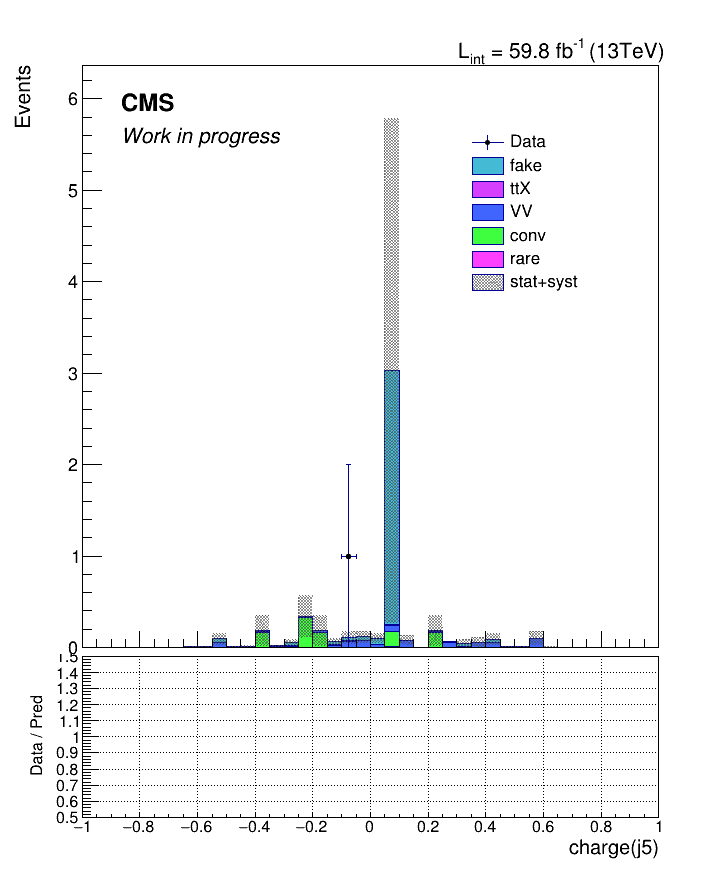 L_int = 59.8 fb^-1 (13TeV)
Events
CMS
Work in progress
Data
fake
ttX
VV
conv
rare
stat+syst
6
5
4
3
2
1
0
Data / Pred
1.5
1.4
1.3
1.2
1.1
1
0.9
0.8
0.7
0.6
0.5
−1 −0.8 −0.6 −0.4 −0.2 0 0.2 0.4 0.6 0.8 1
charge(j5)